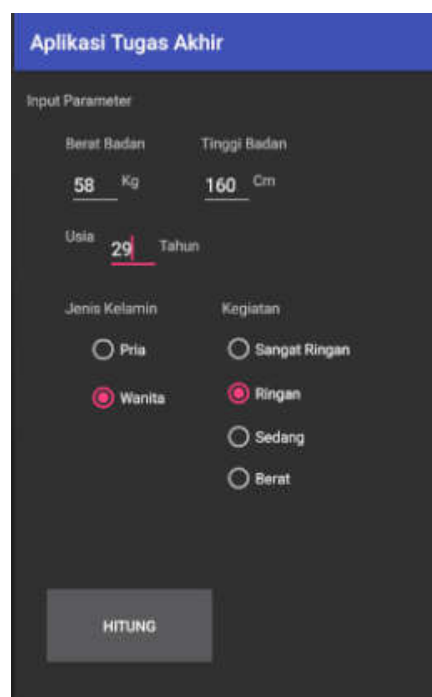 Aplikasi Tugas Akhir
Input Parameter
Berat Badan Tinggi Badan
58 Kg 160 Cm
Usia 29 Tahun
Jenis Kelamin Kegiatan
Pria Sangat Ringan
Wanita Ringan
Sedang
Berat
HITUNG